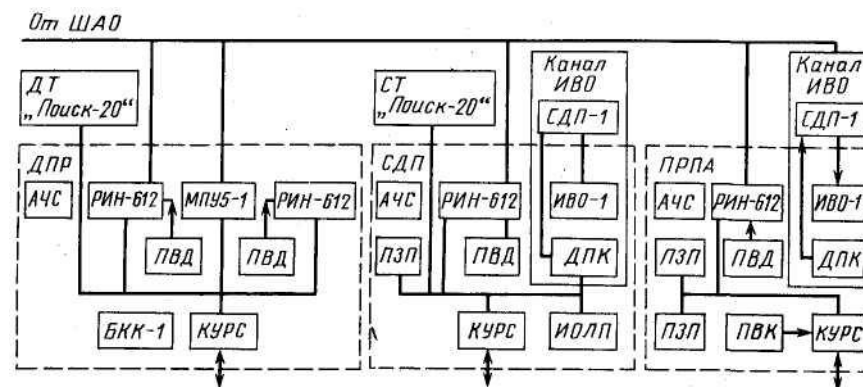 От ШАО
ДТ
„Поиск-20“
СТ
„Поиск-20“
Канал
ИВО
СДП-1
Канал
ИВО
СДП-1
ДПР
АЧС
РИН-612
МПУ5-1
РИН-612
ПВД
ПВД
БКК-1
КУРС
СДП
АЧС
РИН-612
ИВО-1
ПЗП
ПВД
ДПК
КУРС
ИОЛП
ПРПА
АЧС
РИН-612
ИВО-1
ПЗП
ПВД
ДПК
ПЗП
ПВК
КУРС